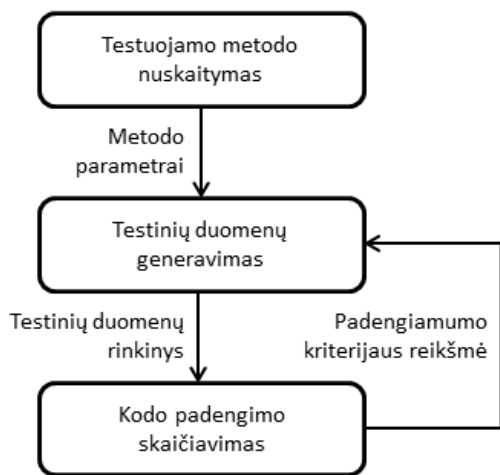 Testuojamo metodo
nuskaitymas
Metodo
parametrai
Testinių duomenų
generavimas
Testinių duomenų
rinkinys
Padengiamumo
kriterijaus reikšmė
Kodo padengimo
skaičiavimas